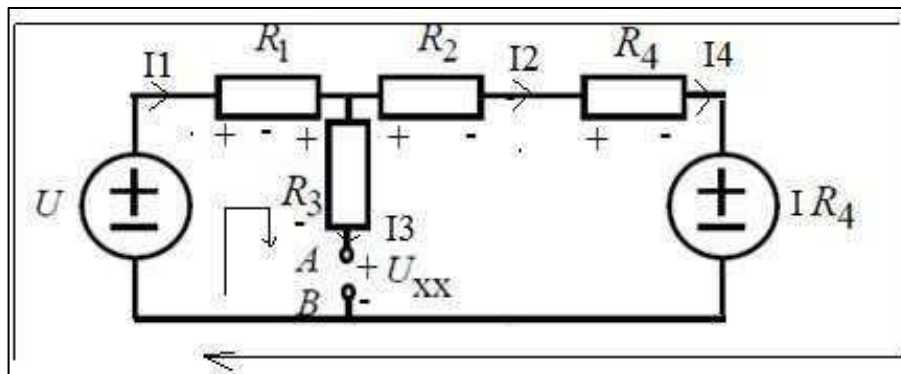 I1 R1 R2 I2 R4 I4
+ - + + - + -
U + - R3 + - I R4
- I3
A + UXX
B -